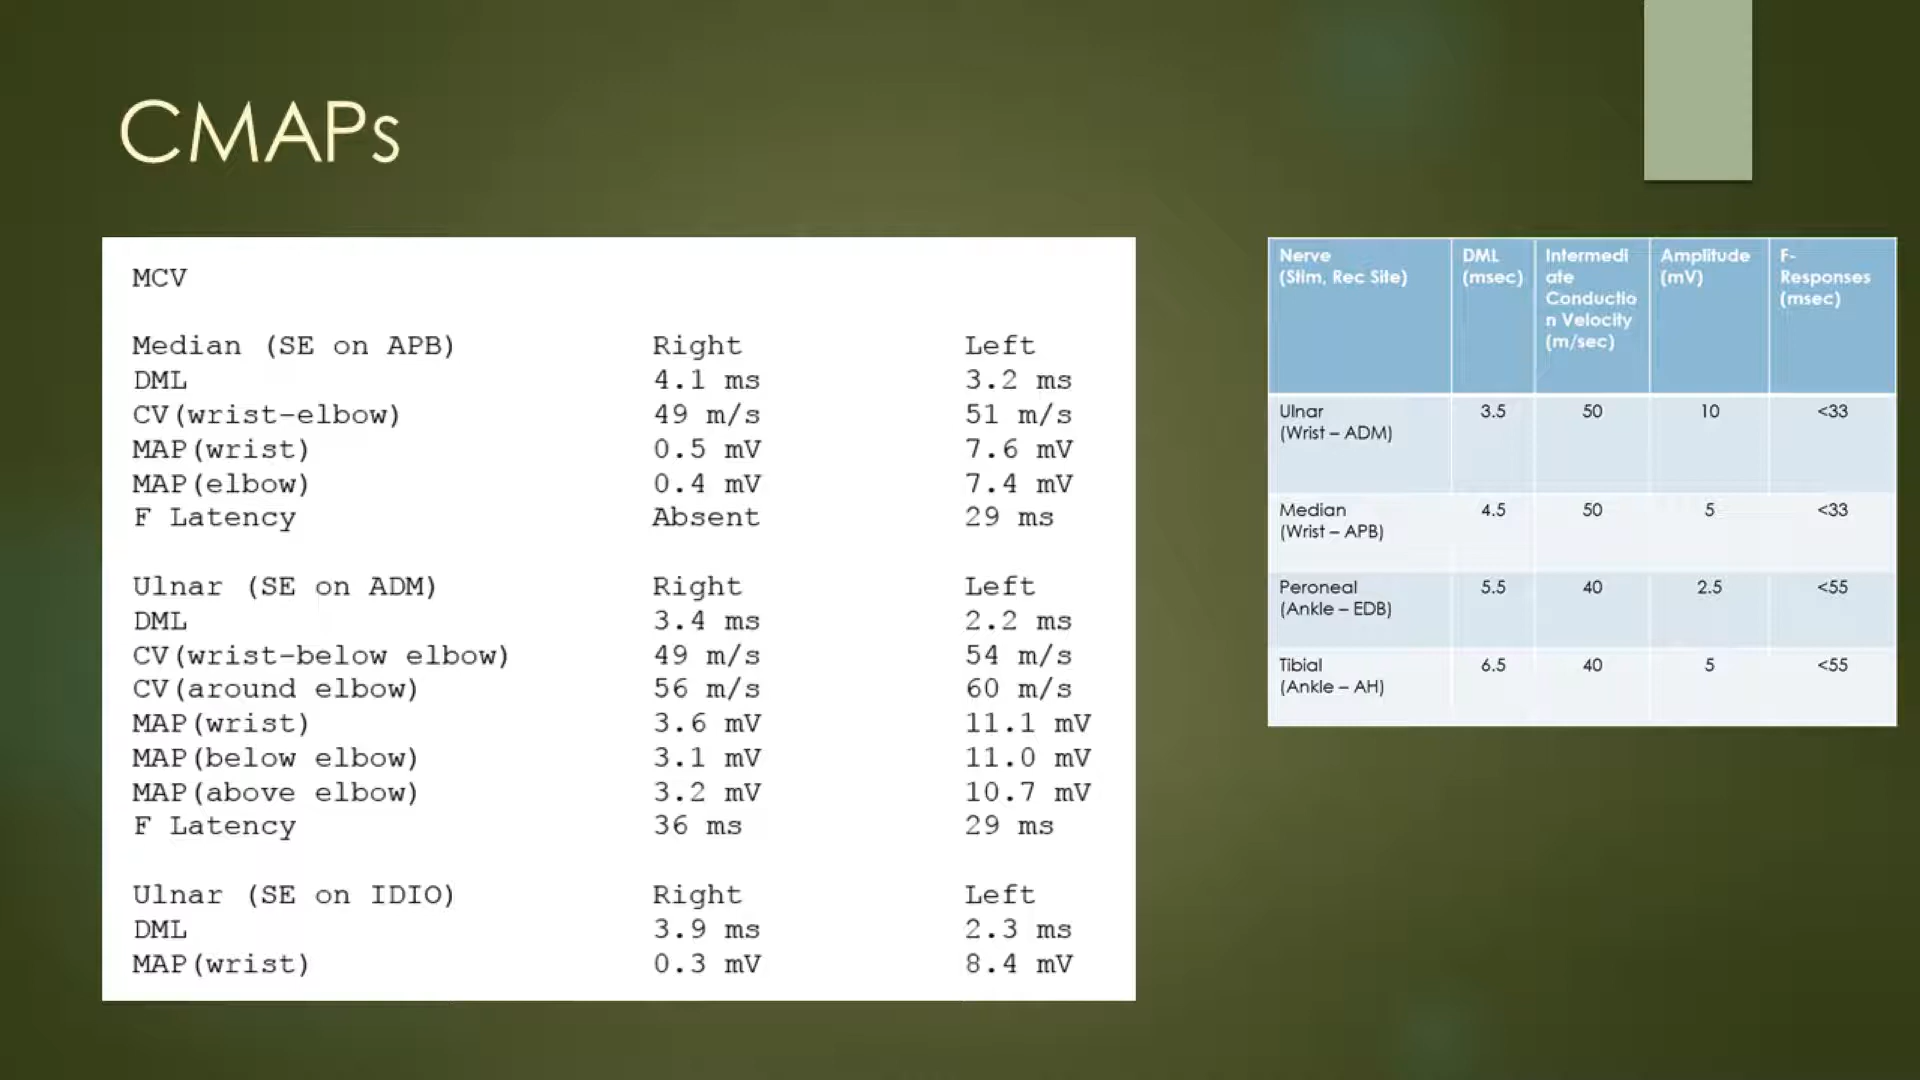 CMAPs
MCV
Median (SE on APB) Right Left
DML 4.1 ms 3.2 ms
CV(wrist-elbow) 49 m/s 51 m/s
MAP(wrist) 0.5 mV 7.6 mV
MAP(elbow) 0.4 mV 7.4 mV
F Latency Absent 29 ms
Ulnar (SE on ADM) Right Left
DML 3.4 ms 2.2 ms
CV(wrist-below elbow) 49 m/s 54 m/s
CV(around elbow) 56 m/s 60 m/s
MAP(wrist) 3.6 mV 11.1 mV
MAP(below elbow) 3.1 mV 11.0 mV
MAP(above elbow) 3.2 mV 10.7 mV
F Latency 36 ms 29 ms
Ulnar (SE on IDIO) Right Left
DML 3.9 ms 2.3 ms
MAP(wrist) 0.3 mV 8.4 mV
Nerve DML Intermedi Amplitude F-
(Stim, Rec Site) (msec) ate (mV) Responses
Conductio (msec)
n Velocity
(m/sec)
Ulnar 3.5 50 10 <33
(Wrist – ADM)
Median 4.5 50 5 <33
(Wrist – APB)
Peroneal 5.5 40 2.5 <55
(Ankle – EDB)
Tibial 6.5 40 5 <55
(Ankle – AH)